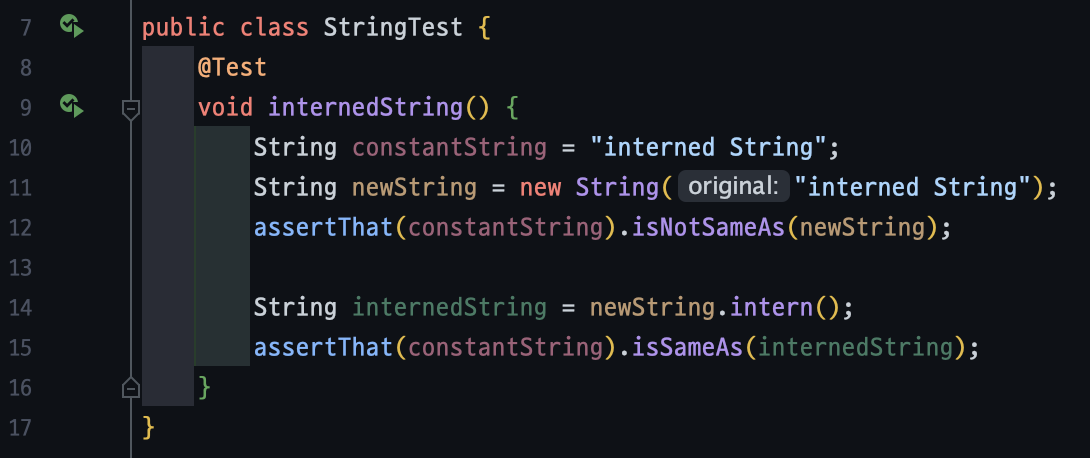 7 public class StringTest {
8 @Test
9 void internedString() {
10 String constantString = "interned String";
11 String newString = new String( original: "interned String");
12 assertThat(constantString).isNotSameAs(newString);
13
14 String internedString = newString.intern();
15 assertThat(constantString).isSameAs(internedString);
16 }
17 }